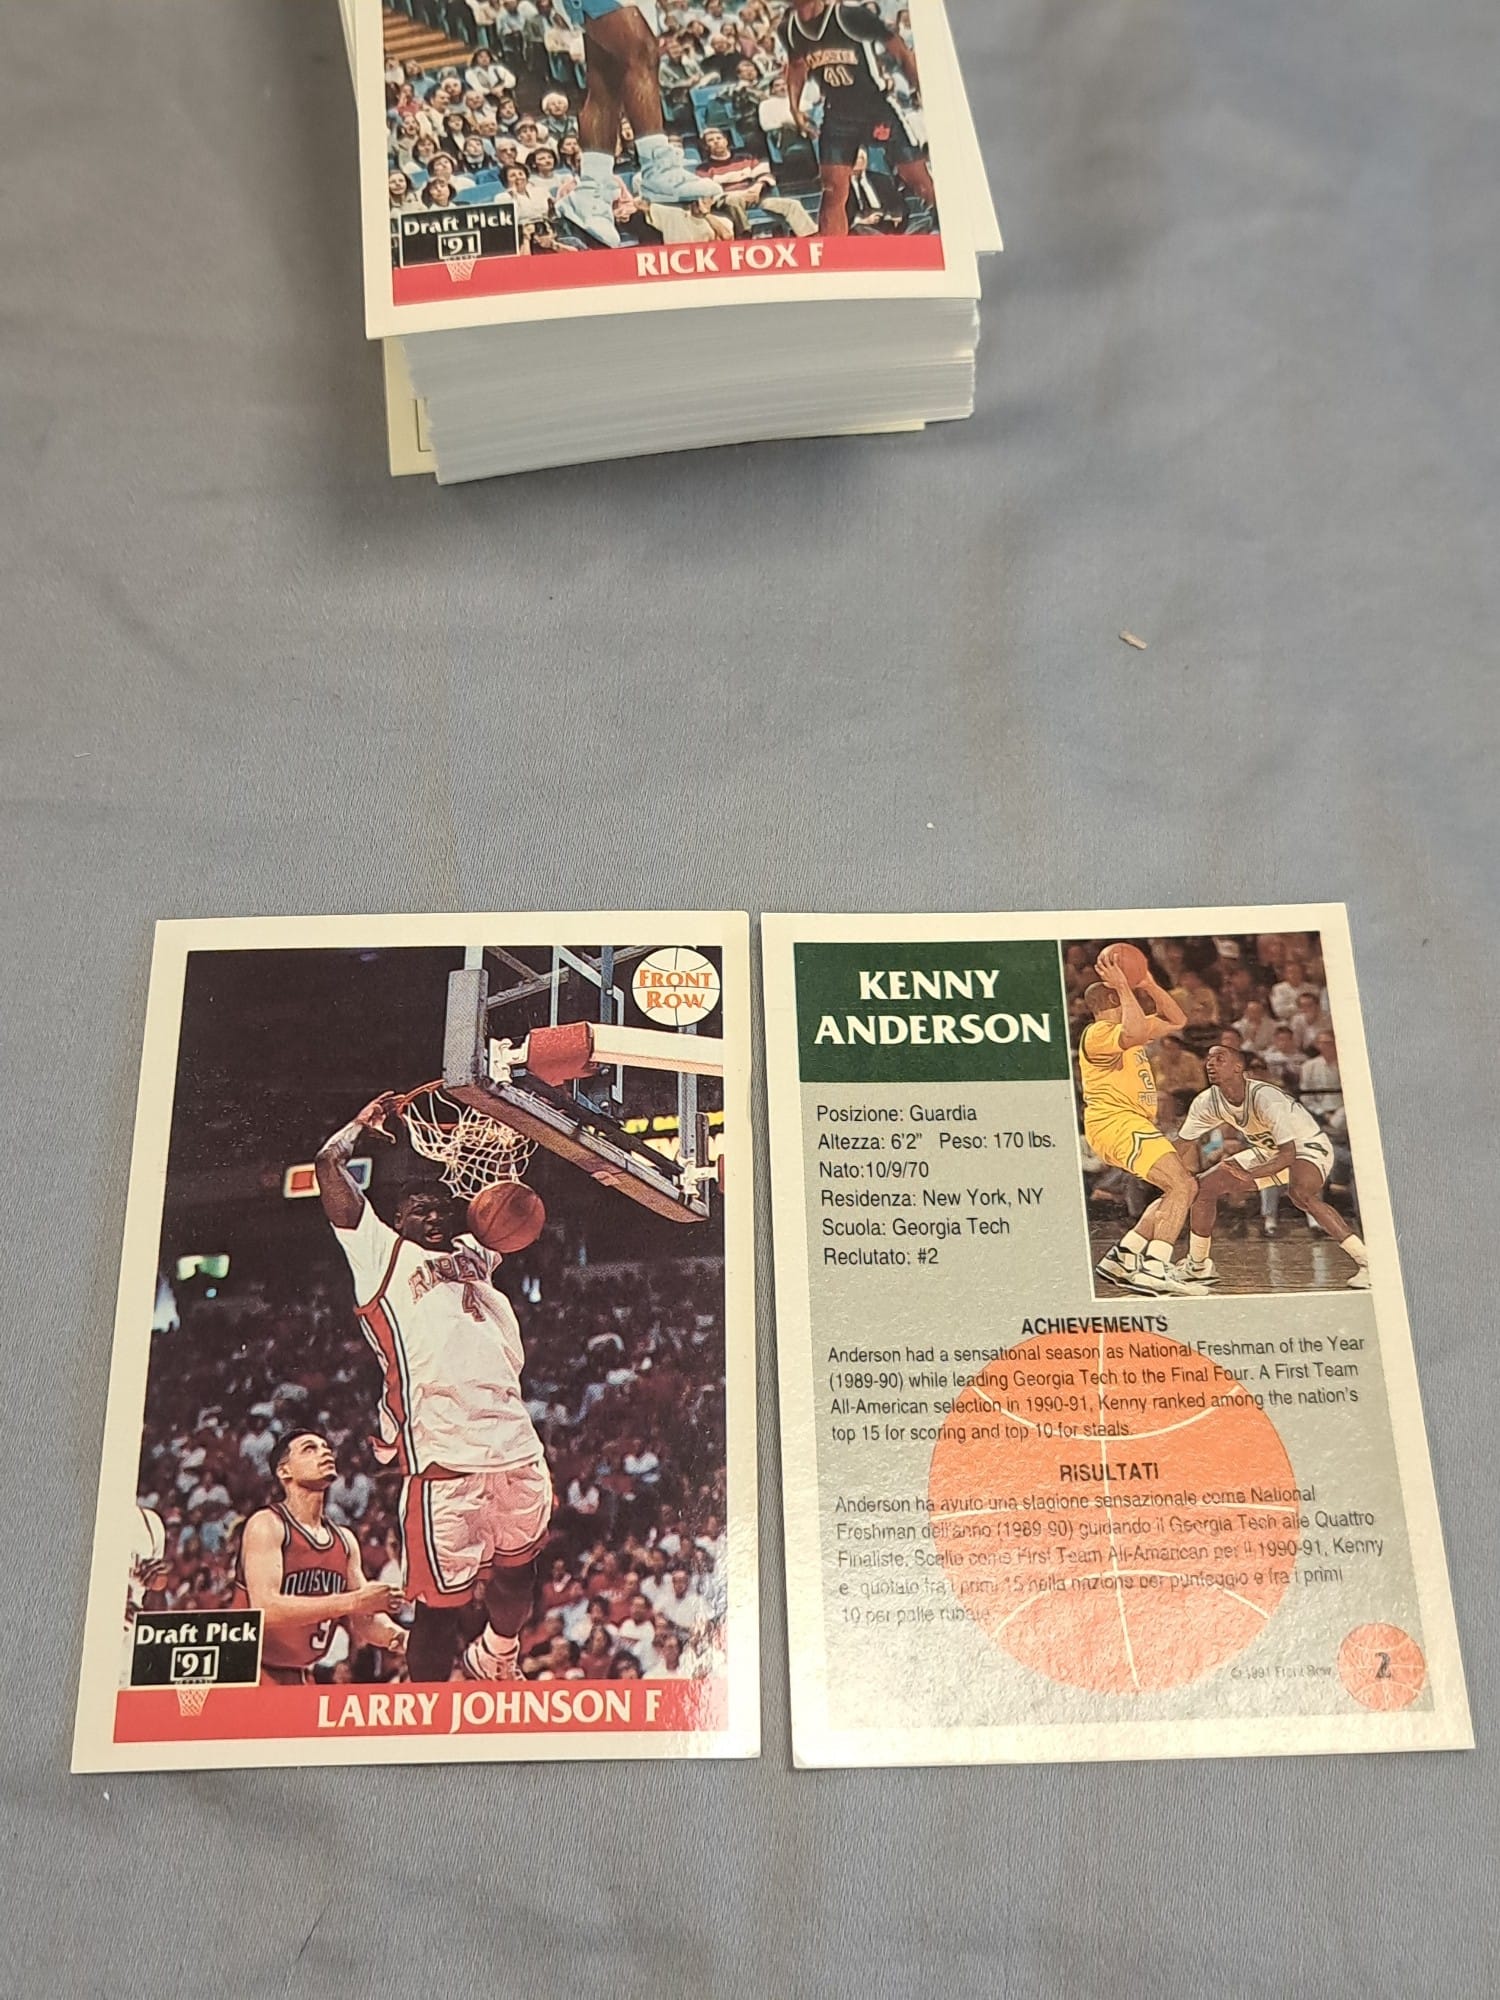 41
Draft Pick
'91
RICK FOX F
FRONT
ROW
4
3
Draft Pick
'91
LARRY JOHNSON F
KENNY
ANDERSON
Posizione: Guardia
Altezza: 6'2" Peso: 170 lbs.
Nato:10/9/70
Residenza: New York, NY
Scuola: Georgia Tech
Reclutato: #2
ACHIEVEMENTS
Anderson had a sensational season as National Freshman of the Year
(1989-90) while leading Georgia Tech to the Final Four. A First Team
All-American selection in 1990-91, Kenny ranked among the nation's
top 15 for scoring and top 10 for steals.
RISULTATI
Anderson ha avuto una stagione sensazionale come National
Freshman dell'anno (1989-90) guidando il Georgia Tech alle Quattro
Finaliste. Scelto come First Team All-American per il 1990-91, Kenny
e quotato fra i primi 15 nella nazione per punteggio e fra i primi
10 per palle rubate.
© 1991 Front Row
2